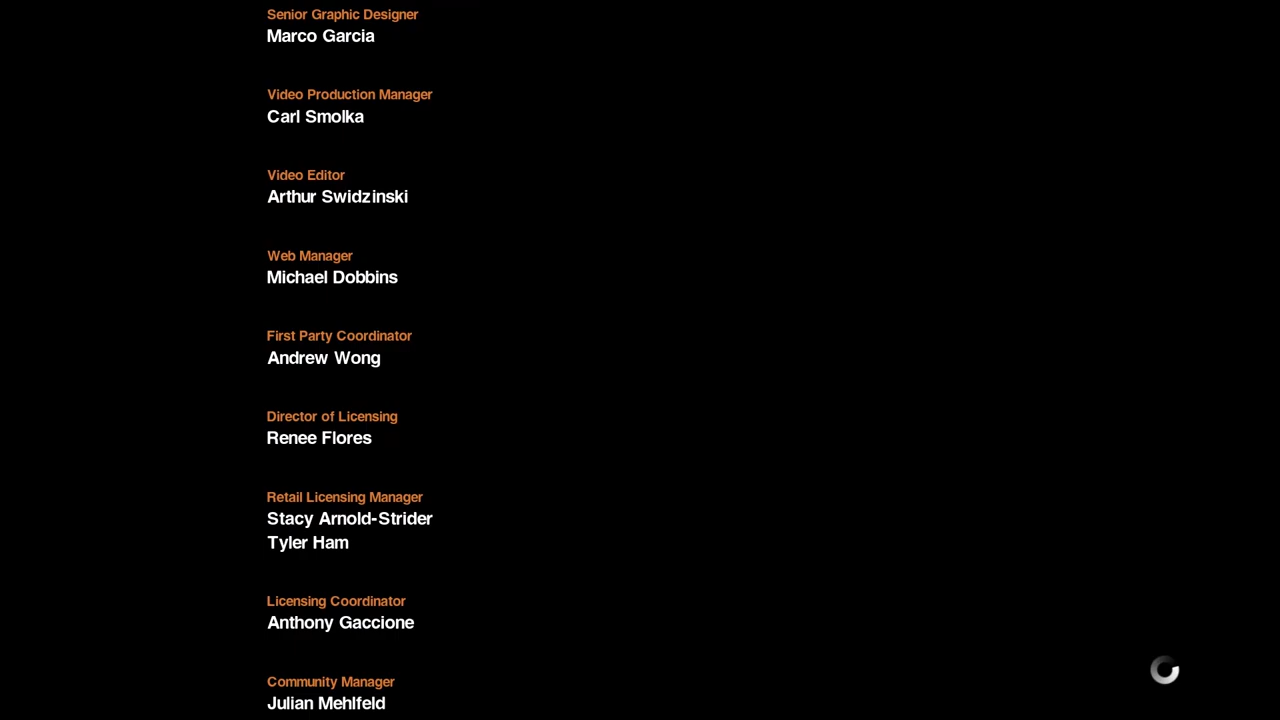 Senior Graphic Designer
Marco Garcia
Video Production Manager
Carl Smolka
Video Editor
Arthur Swidzinski
Web Manager
Michael Dobbins
First Party Coordinator
Andrew Wong
Director of Licensing
Renee Flores
Retail Licensing Manager
Stacy Arnold-Strider
Tyler Ham
Licensing Coordinator
Anthony Gaccione
Community Manager
Julian Mehlfeld